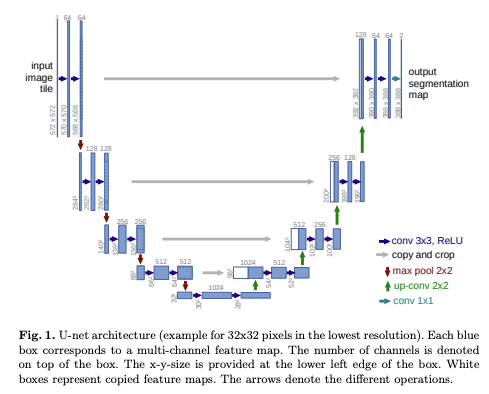 1 64 64
128 64 64 2
input
image
tile
output
segmentation
map
572 x 572
570 x 570
568 x 568
392 x 392
390 x 390
388 x 388
388 x 388
128 128
256 128
284²
282²
280²
200²
198²
196²
256 256
512 256
140²
138²
136²
104²
102²
100²
512 512
1024 512
68²
66²
64²
56²
54²
52²
1024
32²
30²
28²
conv 3x3, ReLU
copy and crop
max pool 2x2
up-conv 2x2
conv 1x1
Fig. 1. U-net architecture (example for 32x32 pixels in the lowest resolution). Each blue
box corresponds to a multi-channel feature map. The number of channels is denoted
on top of the box. The x-y-size is provided at the lower left edge of the box. White
boxes represent copied feature maps. The arrows denote the different operations.